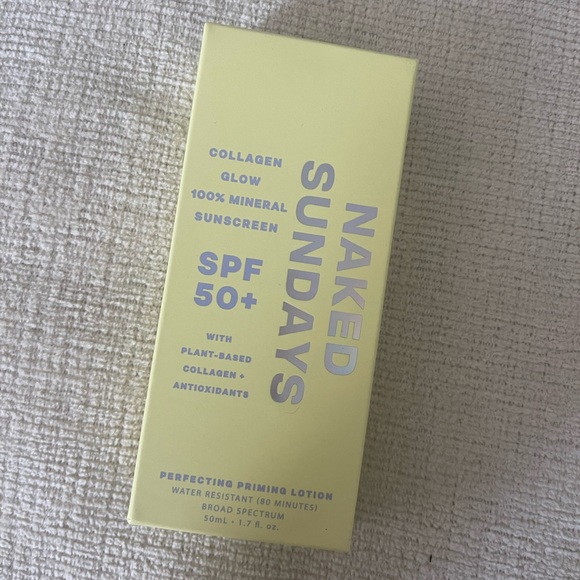 COLLAGEN
GLOW
100% MINERAL
SUNSCREEN
SPF
50+
WITH
PLANT-BASED
COLLAGEN +
ANTIOXIDANTS
NAKED
SUNDAYS
PERFECTING PRIMING LOTION
WATER RESISTANT (80 MINUTES)
BROAD SPECTRUM
50mL • 1.7 fl. oz.